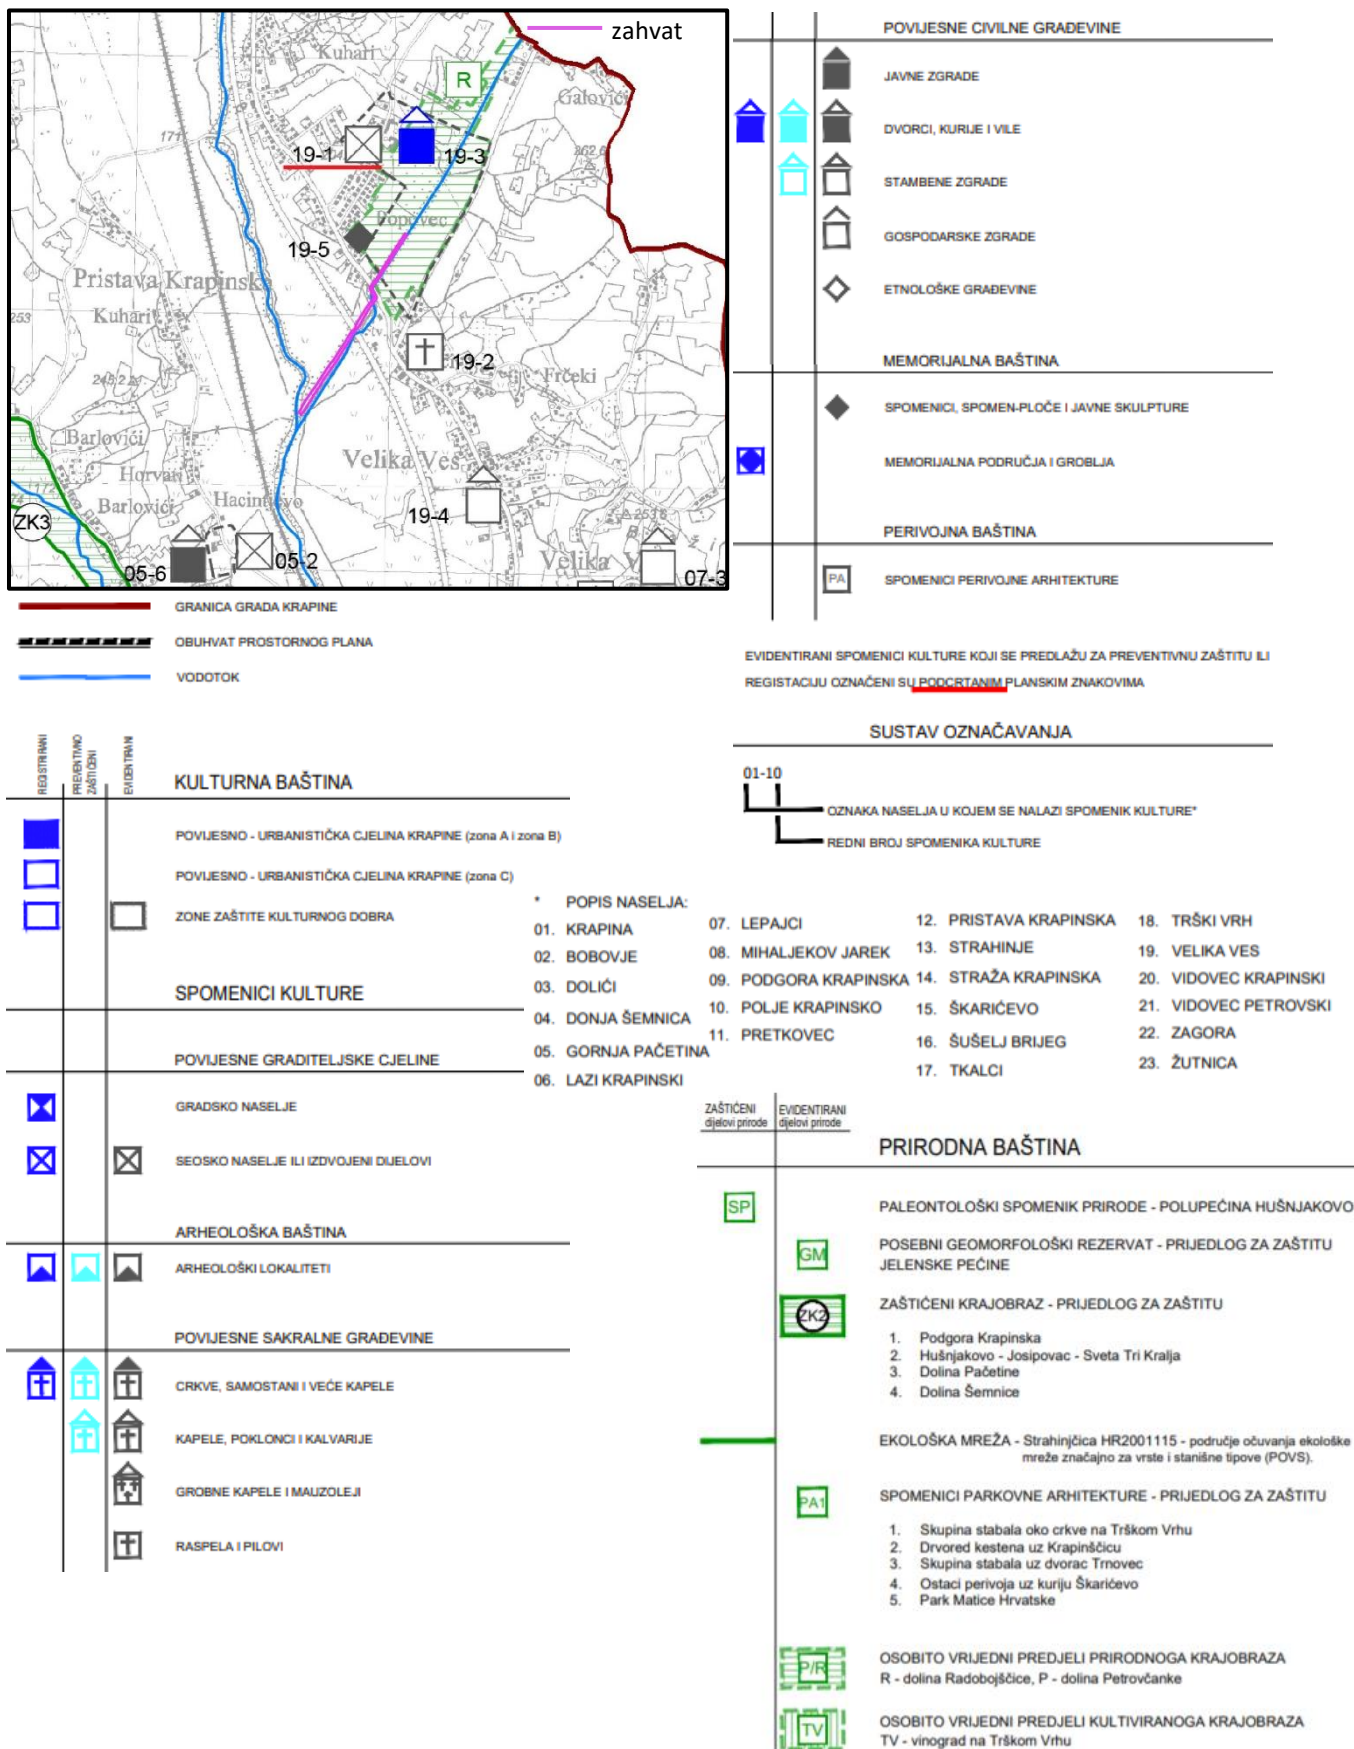 zahvat
Kuhari
R
Galovići
171
19-1
19-3
Popovec
19-5
Pristava Krapinska
Kuhari
253
19-2
Frčeki
Barlovići
Velika Ves
Horvati
Barlovići
Hacinčevo
19-4
ZK3
05-6
05-2
Velika V
07-3
GRANICA GRADA KRAPINE
OBUHVAT PROSTORNOG PLANA
VODOTOK
REGISTRIRANI
PREVENTIVNO
ZAŠTIĆENI
EVIDENTIRANI
KULTURNA BAŠTINA
POVIJESNO - URBANISTIČKA CJELINA KRAPINE (zona A i zona B)
POVIJESNO - URBANISTIČKA CJELINA KRAPINE (zona C)
ZONE ZAŠTITE KULTURNOG DOBRA
SPOMENICI KULTURE
POVIJESNE GRADITELJSKE CJELINE
GRADSKO NASELJE
SEOSKO NASELJE ILI IZDVOJENI DIJELOVI
ARHEOLOŠKA BAŠTINA
ARHEOLOŠKI LOKALITETI
POVIJESNE SAKRALNE GRAĐEVINE
CRKVE, SAMOSTANI I VEĆE KAPELE
KAPELE, POKLONCI I KALVARIJE
GROBNE KAPELE I MAUZOLEJI
RASPELA I PILOVI
POVIJESNE CIVILNE GRAĐEVINE
JAVNE ZGRADE
DVORCI, KURIJE I VILE
STAMBENE ZGRADE
GOSPODARSKE ZGRADE
ETNOLOŠKE GRAĐEVINE
MEMORIJALNA BAŠTINA
SPOMENICI, SPOMEN-PLOČE I JAVNE SKULPTURE
MEMORIJALNA PODRUČJA I GROBLJA
PERIVOJNA BAŠTINA
PA
SPOMENICI PERIVOJNE ARHITEKTURE
EVIDENTIRANI SPOMENICI KULTURE KOJI SE PREDLAŽU ZA PREVENTIVNU ZAŠTITU ILI
REGISTACIJU OZNAČENI SU PODCRTANIM PLANSKIM ZNAKOVIMA
SUSTAV OZNAČAVANJA
01-10
OZNAKA NASELJA U KOJEM SE NALAZI SPOMENIK KULTURE*
REDNI BROJ SPOMENIKA KULTURE
* POPIS NASELJA:
01. KRAPINA
02. BOBOVJE
03. DOLIĆI
04. DONJA ŠEMNICA
05. GORNJA PAČETINA
06. LAZI KRAPINSKI
07. LEPAJCI
08. MIHALJEKOV JAREK
09. PODGORA KRAPINSKA
10. POLJE KRAPINSKO
11. PRETKOVEC
12. PRISTAVA KRAPINSKA
13. STRAHINJE
14. STRAŽA KRAPINSKA
15. ŠKARIĆEVO
16. ŠUŠELJ BRIJEG
17. TKALCI
18. TRŠKI VRH
19. VELIKA VES
20. VIDOVEC KRAPINSKI
21. VIDOVEC PETROVSKI
22. ZAGORA
23. ŽUTNICA
ZAŠTIĆENI
dijelovi prirode
EVIDENTIRANI
dijelovi prirode
PRIRODNA BAŠTINA
SP
PALEONTOLOŠKI SPOMENIK PRIRODE - POLUPEĆINA HUŠNJAKOVO
GM
POSEBNI GEOMORFOLOŠKI REZERVAT - PRIJEDLOG ZA ZAŠTITU
JELENSKE PEĆINE
ZK2
ZAŠTIĆENI KRAJOBRAZ - PRIJEDLOG ZA ZAŠTITU
1. Podgora Krapinska
2. Hušnjakovo - Josipovac - Sveta Tri Kralja
3. Dolina Pačetine
4. Dolina Šemnice
EKOLOŠKA MREŽA - Strahinjčica HR2001115 - područje očuvanja ekološke
mreže značajno za vrste i stanišne tipove (POVS).
PA1
SPOMENICI PARKOVNE ARHITEKTURE - PRIJEDLOG ZA ZAŠTITU
1. Skupina stabala oko crkve na Trškom Vrhu
2. Drvored kestena uz Krapinščicu
3. Skupina stabala uz dvorac Trnovec
4. Ostaci perivoja uz kuriju Škarićevo
5. Park Matice Hrvatske
P/R
OSOBITO VRIJEDNI PREDJELI PRIRODNOGA KRAJOBRAZA
R - dolina Radobojščice, P - dolina Petrovčanke
TV
OSOBITO VRIJEDNI PREDJELI KULTIVIRANOGA KRAJOBRAZA
TV - vinograd na Trškom Vrhu